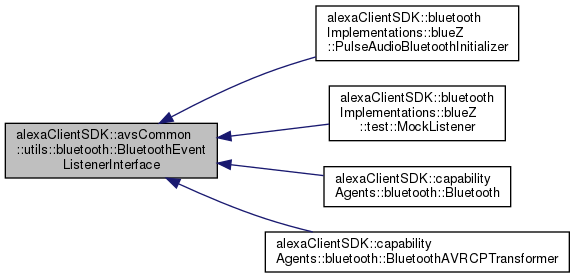 alexaClientSDK::bluetooth
Implementations::blueZ
::PulseAudioBluetoothInitializer
alexaClientSDK::bluetooth
Implementations::blueZ
::test::MockListener
alexaClientSDK::avsCommon
::utils::bluetooth::BluetoothEvent
ListenerInterface
alexaClientSDK::capability
Agents::bluetooth::Bluetooth
alexaClientSDK::capability
Agents::bluetooth::BluetoothAVRCPTransformer